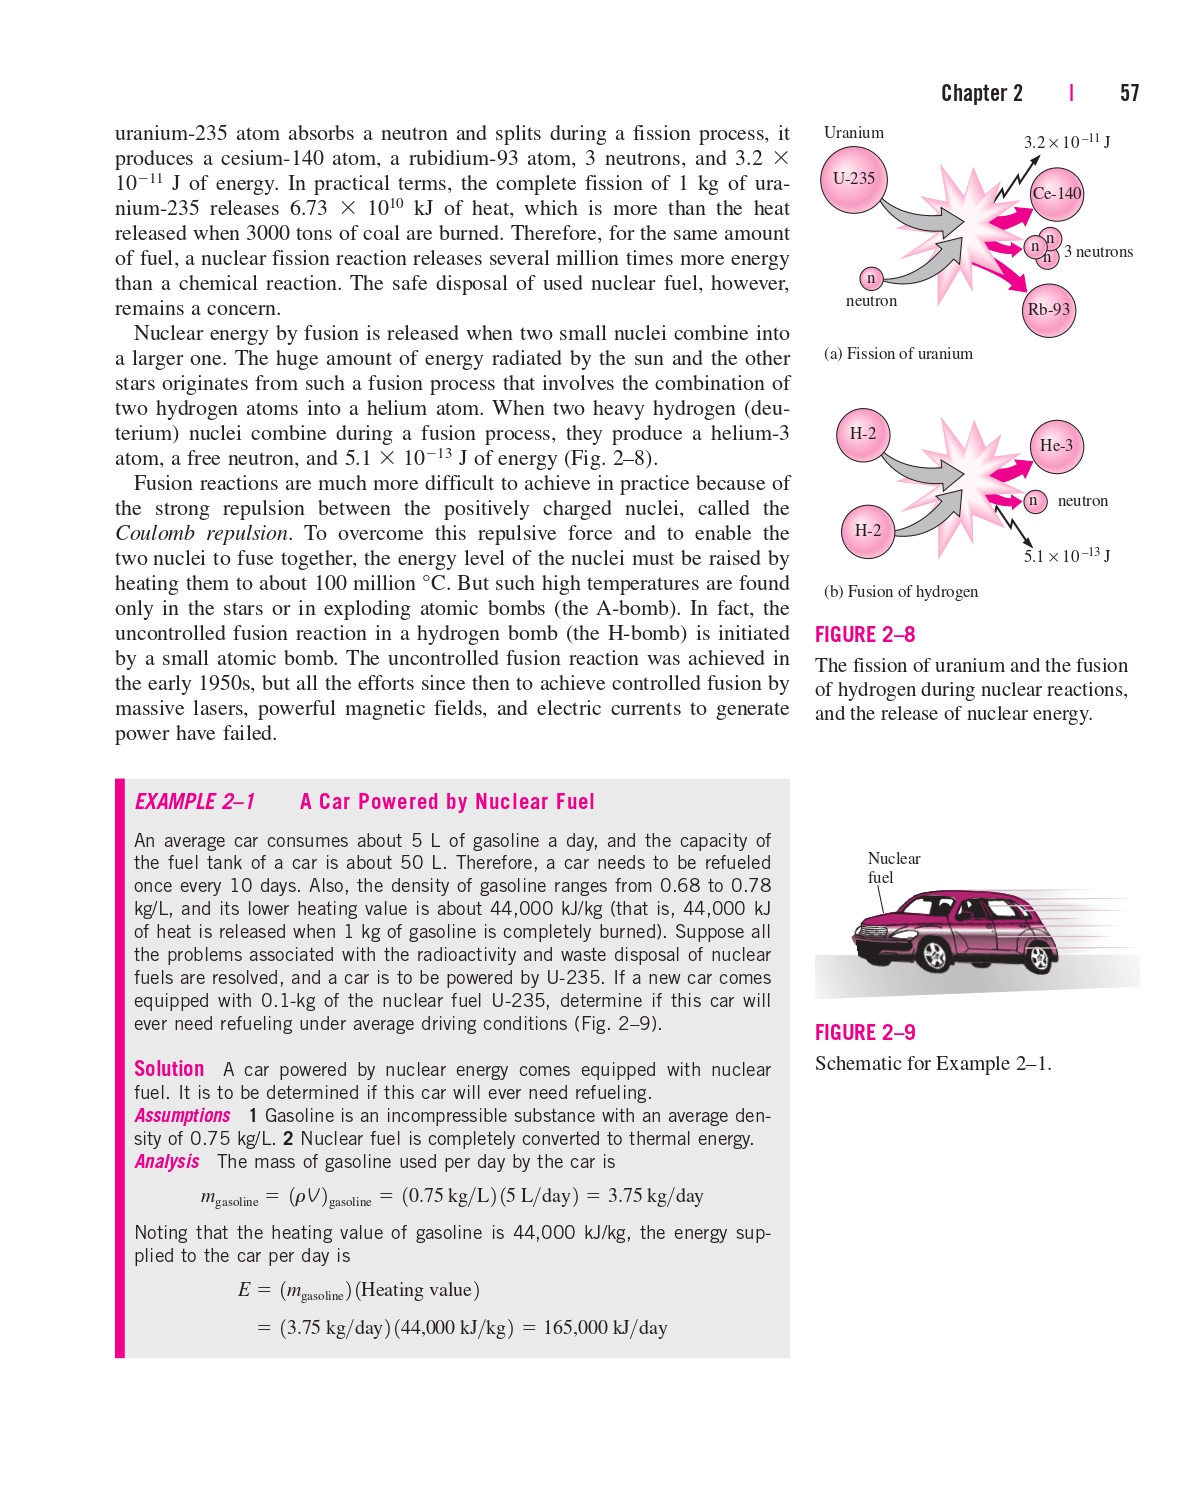 Chapter 2 | 57
uranium-235 atom absorbs a neutron and splits during a fission process, it
produces a cesium-140 atom, a rubidium-93 atom, 3 neutrons, and 3.2 ×
10⁻¹¹ J of energy. In practical terms, the complete fission of 1 kg of ura-
nium-235 releases 6.73 × 10¹⁰ kJ of heat, which is more than the heat
released when 3000 tons of coal are burned. Therefore, for the same amount
of fuel, a nuclear fission reaction releases several million times more energy
than a chemical reaction. The safe disposal of used nuclear fuel, however,
remains a concern.
Nuclear energy by fusion is released when two small nuclei combine into
a larger one. The huge amount of energy radiated by the sun and the other
stars originates from such a fusion process that involves the combination of
two hydrogen atoms into a helium atom. When two heavy hydrogen (deu-
terium) nuclei combine during a fusion process, they produce a helium-3
atom, a free neutron, and 5.1 × 10⁻¹³ J of energy (Fig. 2–8).
Fusion reactions are much more difficult to achieve in practice because of
the strong repulsion between the positively charged nuclei, called the
Coulomb repulsion. To overcome this repulsive force and to enable the
two nuclei to fuse together, the energy level of the nuclei must be raised by
heating them to about 100 million °C. But such high temperatures are found
only in the stars or in exploding atomic bombs (the A-bomb). In fact, the
uncontrolled fusion reaction in a hydrogen bomb (the H-bomb) is initiated
by a small atomic bomb. The uncontrolled fusion reaction was achieved in
the early 1950s, but all the efforts since then to achieve controlled fusion by
massive lasers, powerful magnetic fields, and electric currents to generate
power have failed.
Uranium
3.2 × 10⁻¹¹ J
U-235
Ce-140
n
n
n
3 neutrons
n
neutron
Rb-93
(a) Fission of uranium
H-2
He-3
n
neutron
H-2
5.1 × 10⁻¹³ J
(b) Fusion of hydrogen
FIGURE 2–8
The fission of uranium and the fusion
of hydrogen during nuclear reactions,
and the release of nuclear energy.
EXAMPLE 2–1 A Car Powered by Nuclear Fuel
An average car consumes about 5 L of gasoline a day, and the capacity of
the fuel tank of a car is about 50 L. Therefore, a car needs to be refueled
once every 10 days. Also, the density of gasoline ranges from 0.68 to 0.78
kg/L, and its lower heating value is about 44,000 kJ/kg (that is, 44,000 kJ
of heat is released when 1 kg of gasoline is completely burned). Suppose all
the problems associated with the radioactivity and waste disposal of nuclear
fuels are resolved, and a car is to be powered by U-235. If a new car comes
equipped with 0.1-kg of the nuclear fuel U-235, determine if this car will
ever need refueling under average driving conditions (Fig. 2–9).
Solution A car powered by nuclear energy comes equipped with nuclear
fuel. It is to be determined if this car will ever need refueling.
Assumptions 1 Gasoline is an incompressible substance with an average den-
sity of 0.75 kg/L. 2 Nuclear fuel is completely converted to thermal energy.
Analysis The mass of gasoline used per day by the car is
m_gasoline = (ρV)_gasoline = (0.75 kg/L)(5 L/day) = 3.75 kg/day
Noting that the heating value of gasoline is 44,000 kJ/kg, the energy sup-
plied to the car per day is
E = (m_gasoline)(Heating value)
= (3.75 kg/day)(44,000 kJ/kg) = 165,000 kJ/day
Nuclear
fuel
FIGURE 2–9
Schematic for Example 2–1.